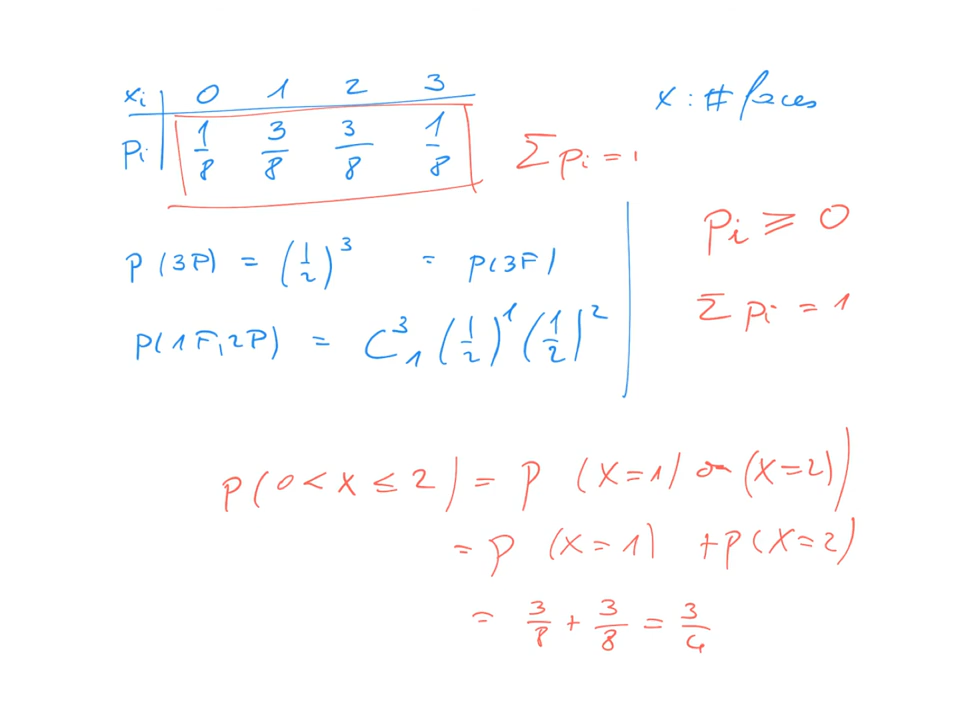 xi | 0 1 2 3
x : # faces
pi | 1/8 3/8 3/8 1/8
Σ pi = 1
pi ≥ 0
P(3P) = (1/2)^3 = P(3F)
Σ pi = 1
P(1F,2P) = C^3_1 (1/2)^1 (1/2)^2
P(0 < X ≤ 2) = P (X=1) or (X=2))
= P (X=1) + P(X=2)
= 3/8 + 3/8 = 3/4